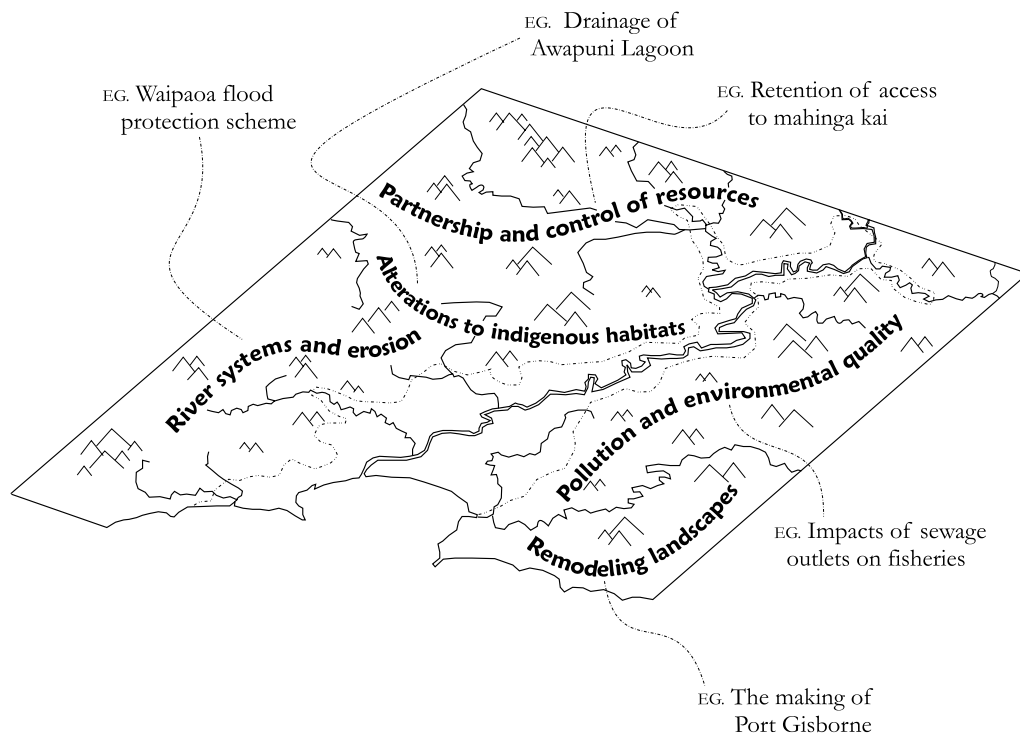 EG. Drainage of
Awapuni Lagoon
EG. Waipaoa flood
protection scheme
EG. Retention of access
to mahinga kai
Partnership and control of resources
Alterations to indigenous habitats
River systems and erosion
Pollution and environmental quality
Remodeling landscapes
EG. Impacts of sewage
outlets on fisheries
EG. The making of
Port Gisborne